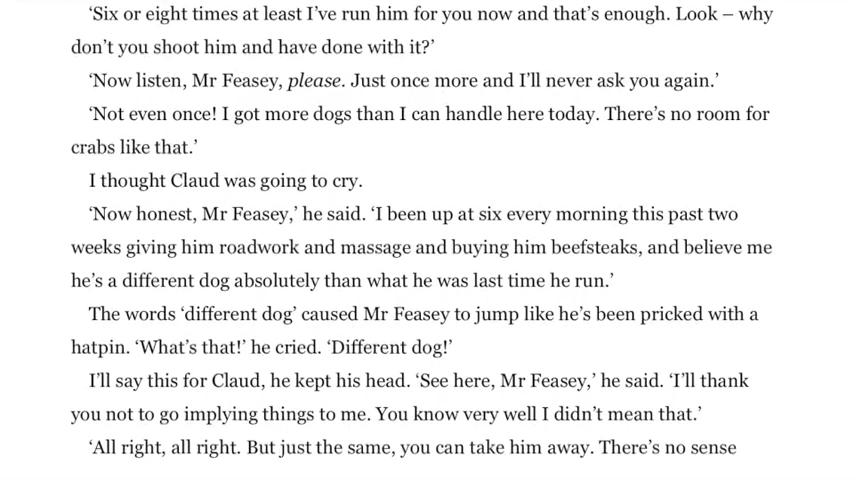 ‘Six or eight times at least I’ve run him for you now and that’s enough. Look – why
don’t you shoot him and have done with it?’
‘Now listen, Mr Feasey, please. Just once more and I’ll never ask you again.’
‘Not even once! I got more dogs than I can handle here today. There’s no room for
crabs like that.’
I thought Claud was going to cry.
‘Now honest, Mr Feasey,’ he said. ‘I been up at six every morning this past two
weeks giving him roadwork and massage and buying him beefsteaks, and believe me
he’s a different dog absolutely than what he was last time he run.’
The words ‘different dog’ caused Mr Feasey to jump like he’s been pricked with a
hatpin. ‘What’s that!’ he cried. ‘Different dog!’
I’ll say this for Claud, he kept his head. ‘See here, Mr Feasey,’ he said. ‘I’ll thank
you not to go implying things to me. You know very well I didn’t mean that.’
‘All right, all right. But just the same, you can take him away. There’s no sense